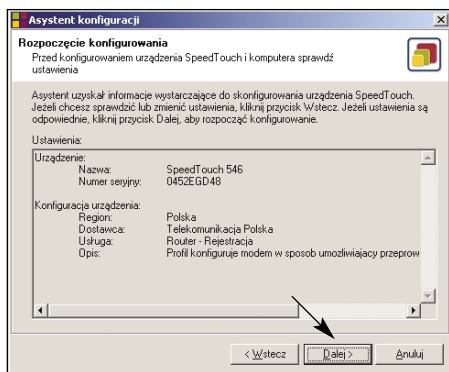 Asystent konfiguracji
Rozpoczęcie konfigurowania
Przed konfigurowaniem urządzenia SpeedTouch i komputera sprawdź
ustawienia
Asystent uzyskał informacje wystarczające do skonfigurowania urządzenia SpeedTouch.
Jeżeli chcesz sprawdzić lub zmienić ustawienia, kliknij przycisk Wstecz. Jeżeli ustawienia są
odpowiednie, kliknij przycisk Dalej, aby rozpocząć konfigurowanie.
Ustawienia:
Urządzenie:
Nazwa: SpeedTouch 546
Numer seryjny: 0452EGD48
Konfiguracja urządzenia:
Region: Polska
Dostawca: Telekomunikacja Polska
Usługa: Router - Rejestracja
Opis: Profil konfiguruje modem w sposob umozliwiajacy przeprow
< Wstecz Dalej > Anuluj